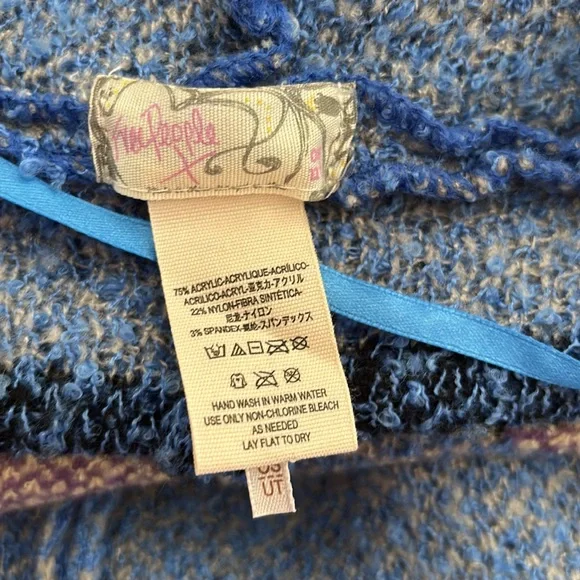 Free People
75% ACRYLIC-ACRYLIQUE-ACRÍLICO-
ACRILICO-ACRYL-亚克力-アクリル
22% NYLON-FIBRA SINTÉTICA-
尼龙-ナイロン
3% SPANDEX-氨纶-スパンデックス
HAND WASH IN WARM WATER
USE ONLY NON-CHLORINE BLEACH
AS NEEDED
LAY FLAT TO DRY
UT